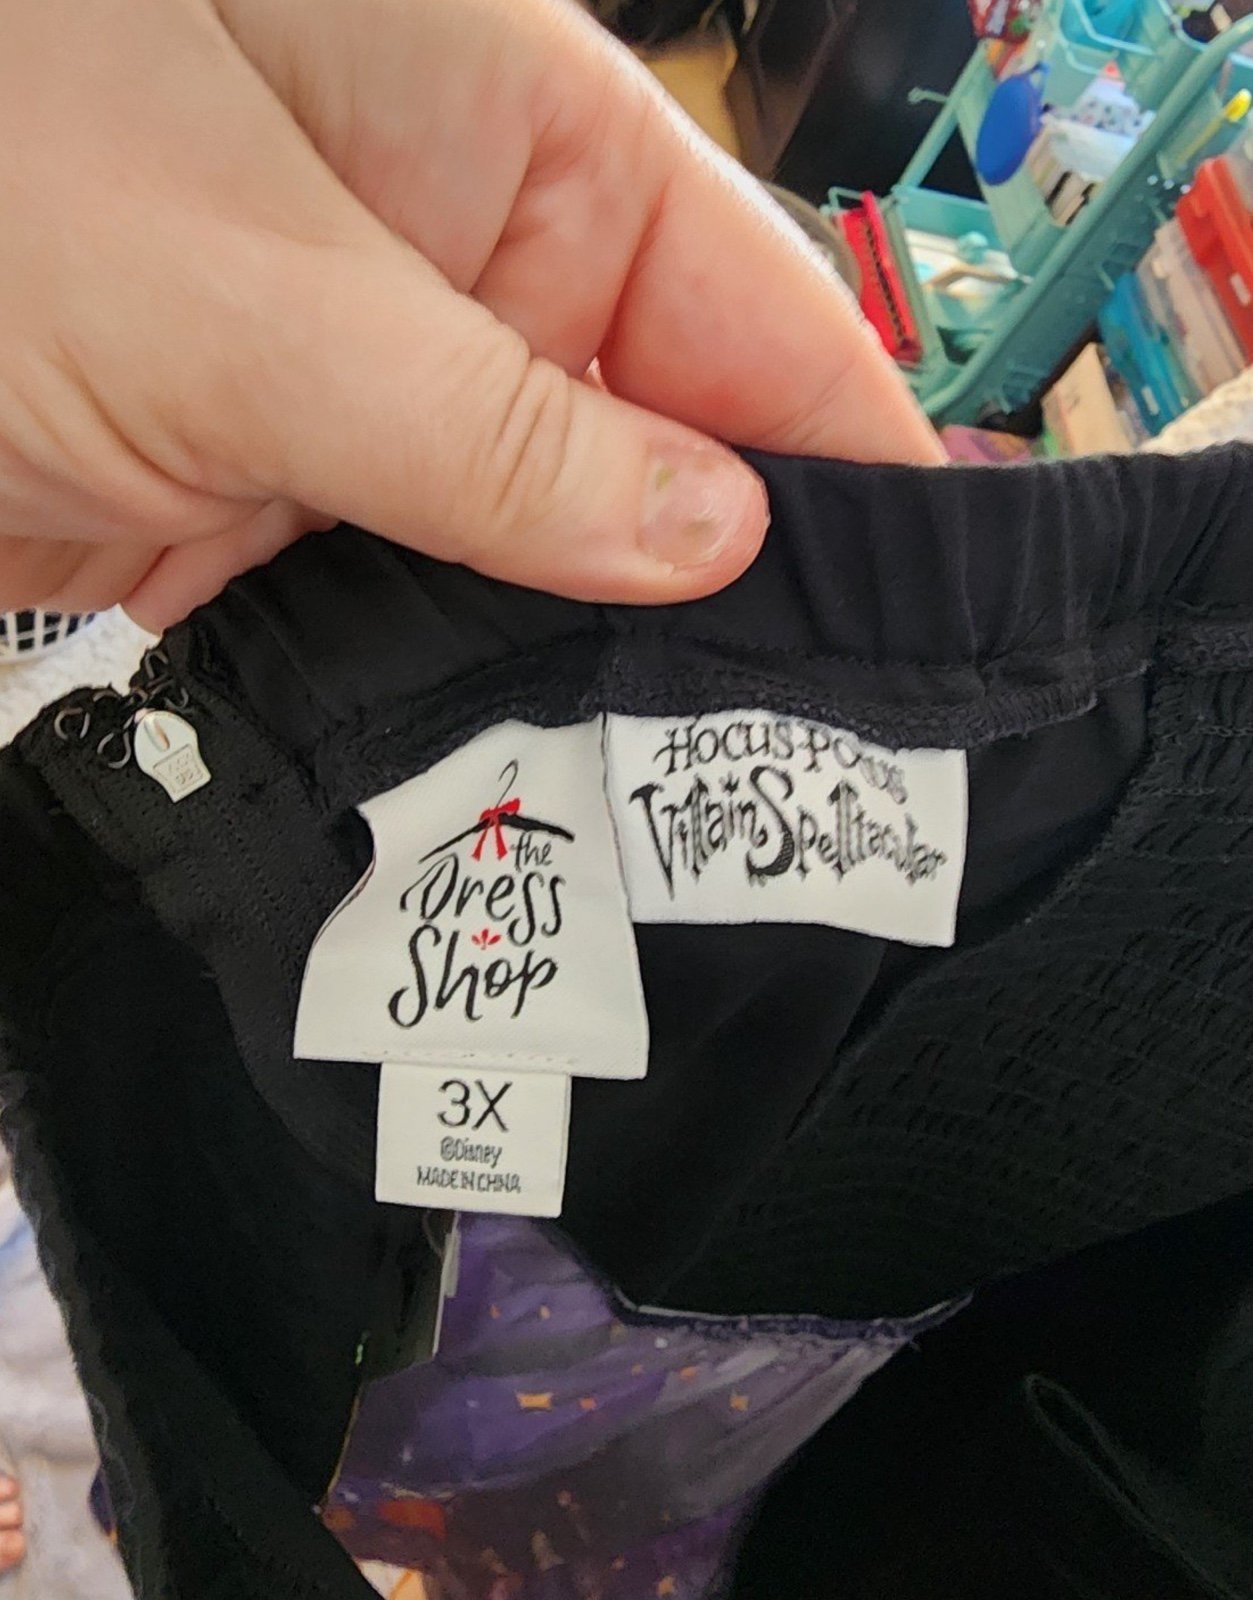 the
Dress
Shop
3X
©Disney
MADE IN CHINA
HOCUS POCUS
Villain Spelltacular